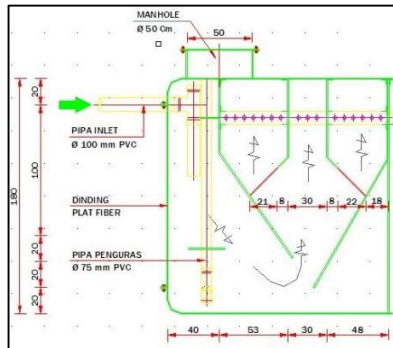 MANHOLE
Ø 50 Cm
50
20
PIPA INLET
Ø 100 mm PVC
100
180
21 8 30 8 22 18
DINDING
PLAT FIBER
20
PIPA PENGURAS
Ø 75 mm PVC
20
20
40 53 30 48